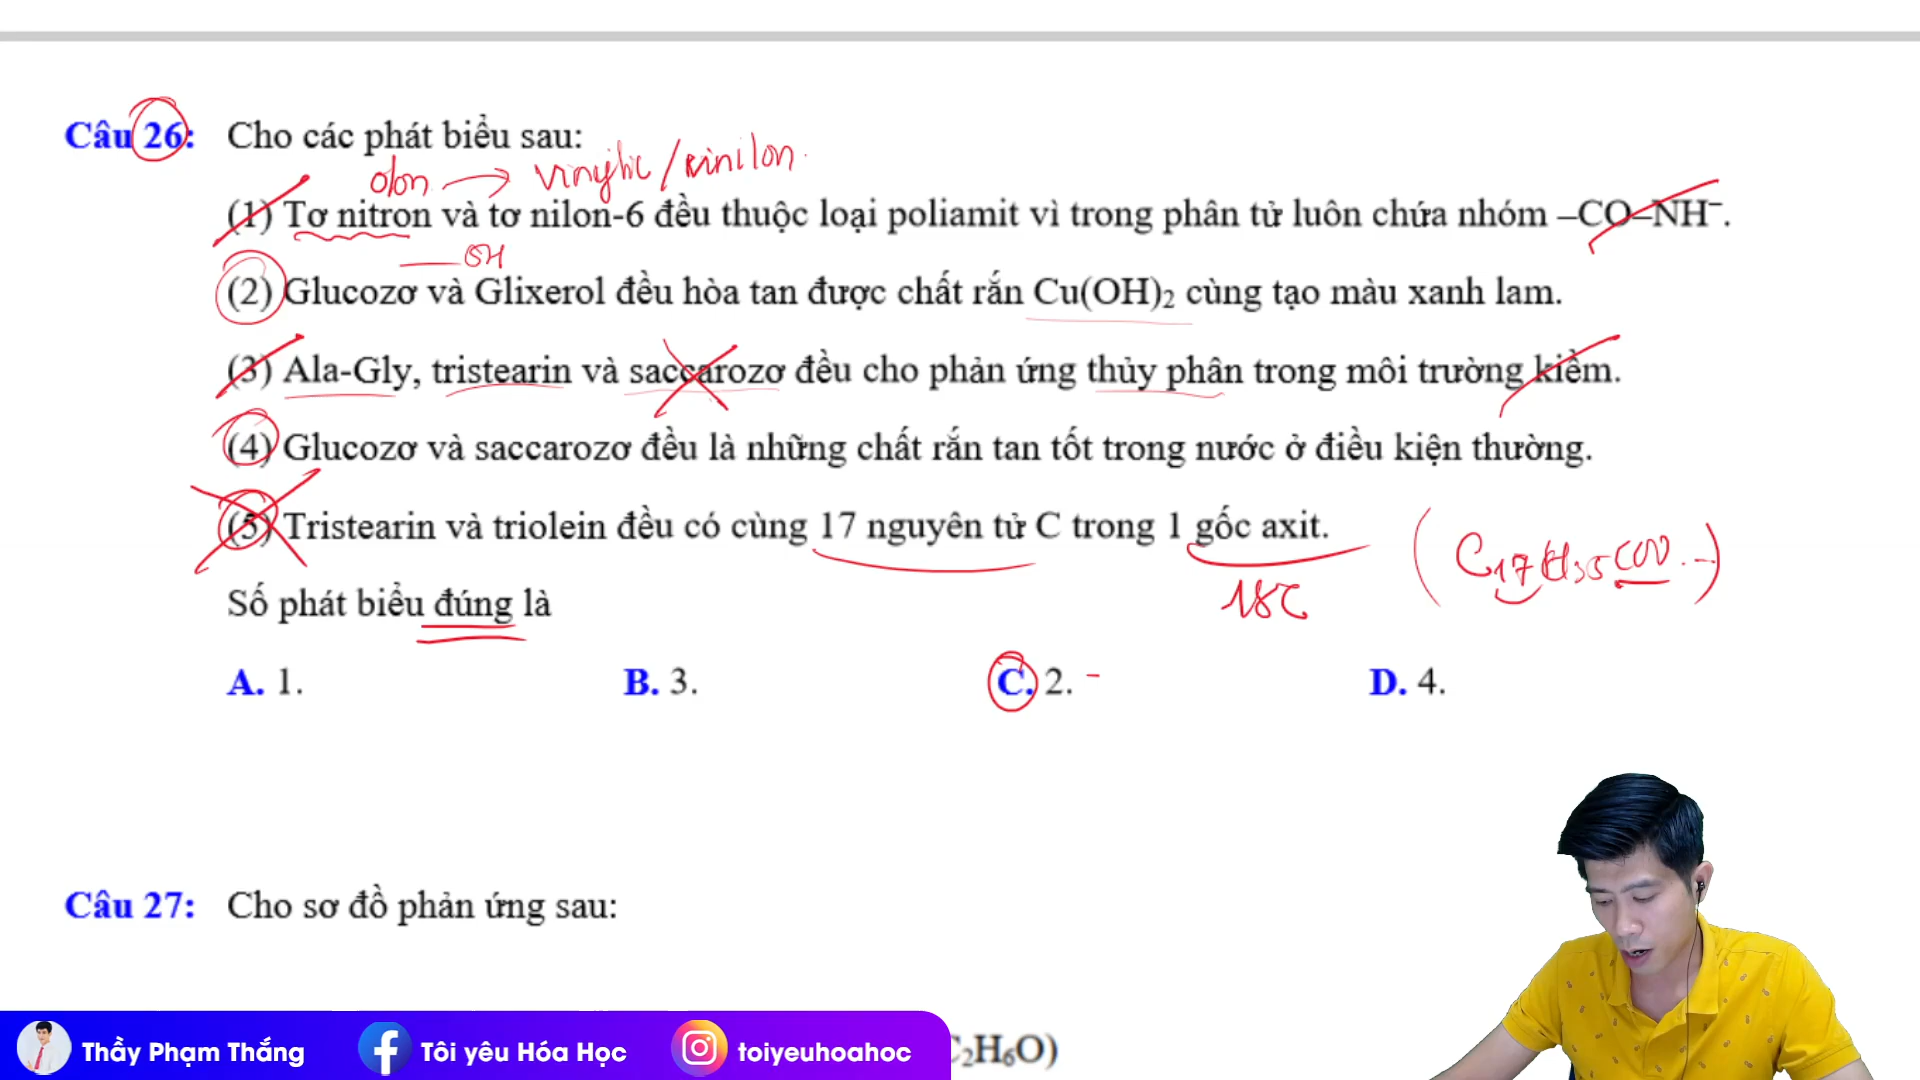 Câu 26: Cho các phát biểu sau:
olon → vinylic / vinilon
(1) Tơ nitron và tơ nilon-6 đều thuộc loại poliamit vì trong phân tử luôn chứa nhóm –CO–NH⁻.
OH
(2) Glucozơ và Glixerol đều hòa tan được chất rắn Cu(OH)₂ cùng tạo màu xanh lam.
(3) Ala-Gly, tristearin và saccarozơ đều cho phản ứng thủy phân trong môi trường kiềm.
(4) Glucozơ và saccarozơ đều là những chất rắn tan tốt trong nước ở điều kiện thường.
(5) Tristearin và triolein đều có cùng 17 nguyên tử C trong 1 gốc axit.
(C₁₇H₃₅COO...)
18C
Số phát biểu đúng là
A. 1. B. 3. C. 2. D. 4.
Câu 27: Cho sơ đồ phản ứng sau:
C₂H₆O)
Thầy Phạm Thắng Tôi yêu Hóa Học toiyeuhoahoc